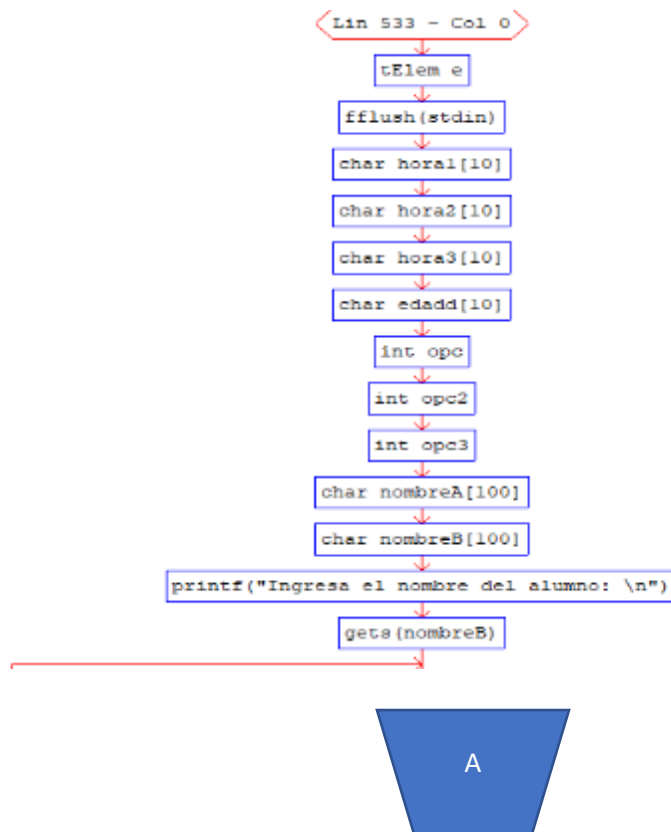 Lin 533 - Col 0
tElem e
fflush(stdin)
char hora1[10]
char hora2[10]
char hora3[10]
char edadd[10]
int opc
int opc2
int opc3
char nombreA[100]
char nombreB[100]
printf("Ingresa el nombre del alumno: \n")
gets(nombreB)
A